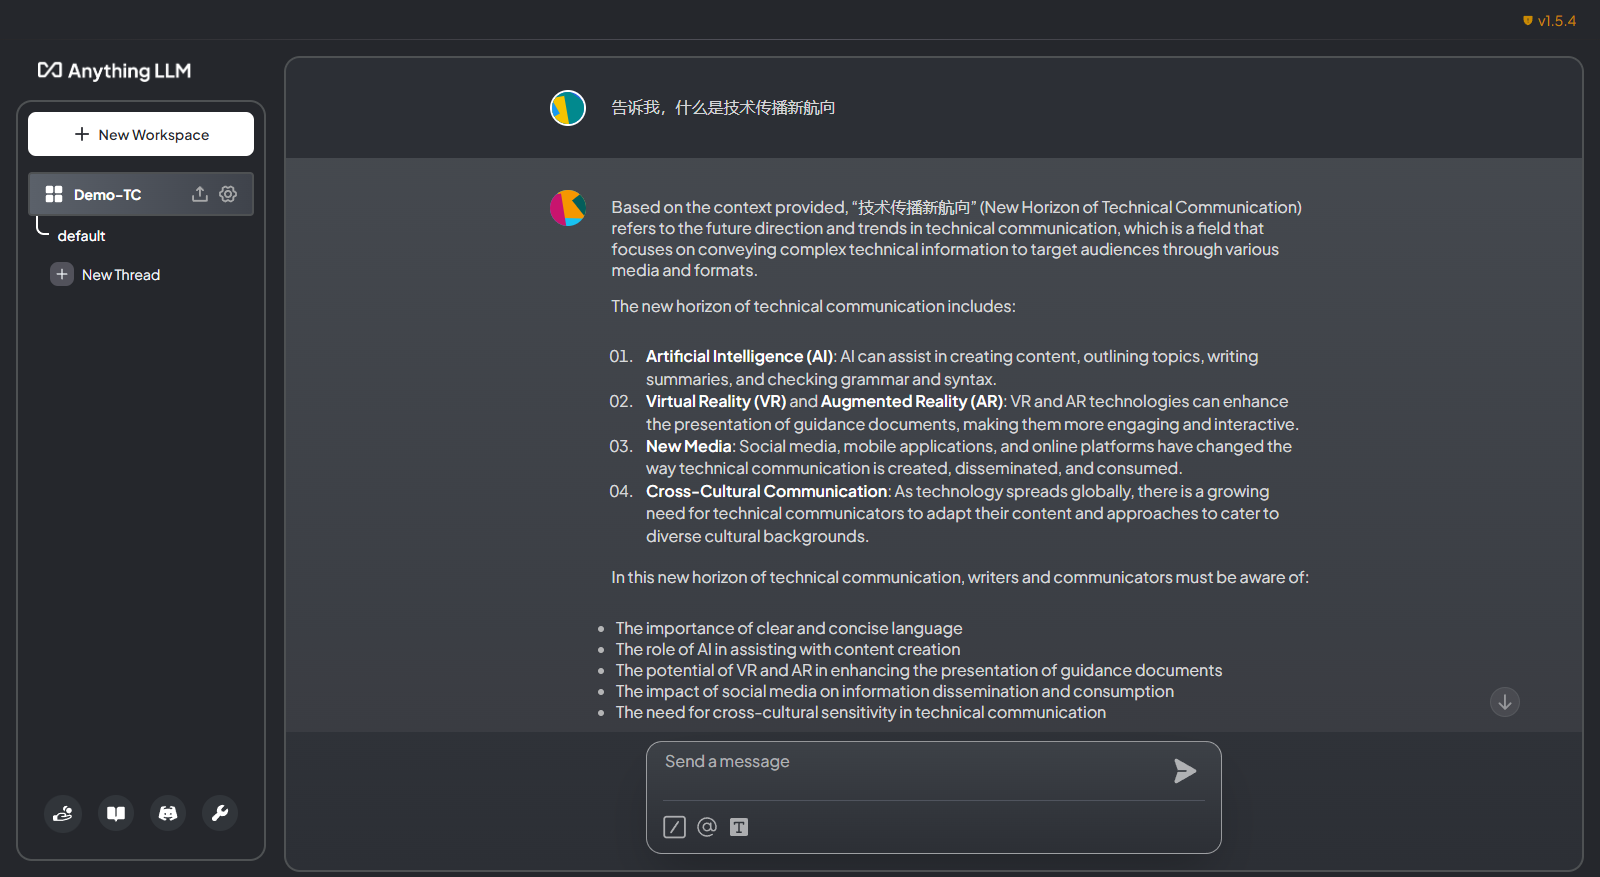 v1.5.4
Anything LLM
New Workspace
Demo-TC
default
New Thread
告诉我，什么是技术传播新航向
Based on the context provided, “技术传播新航向” (New Horizon of Technical Communication)
refers to the future direction and trends in technical communication, which is a field that
focuses on conveying complex technical information to target audiences through various
media and formats.
The new horizon of technical communication includes:
01. Artificial Intelligence (AI): AI can assist in creating content, outlining topics, writing
summaries, and checking grammar and syntax.
02. Virtual Reality (VR) and Augmented Reality (AR): VR and AR technologies can enhance
the presentation of guidance documents, making them more engaging and interactive.
03. New Media: Social media, mobile applications, and online platforms have changed the
way technical communication is created, disseminated, and consumed.
04. Cross-Cultural Communication: As technology spreads globally, there is a growing
need for technical communicators to adapt their content and approaches to cater to
diverse cultural backgrounds.
In this new horizon of technical communication, writers and communicators must be aware of:
• The importance of clear and concise language
• The role of AI in assisting with content creation
• The potential of VR and AR in enhancing the presentation of guidance documents
• The impact of social media on information dissemination and consumption
• The need for cross-cultural sensitivity in technical communication
Send a message